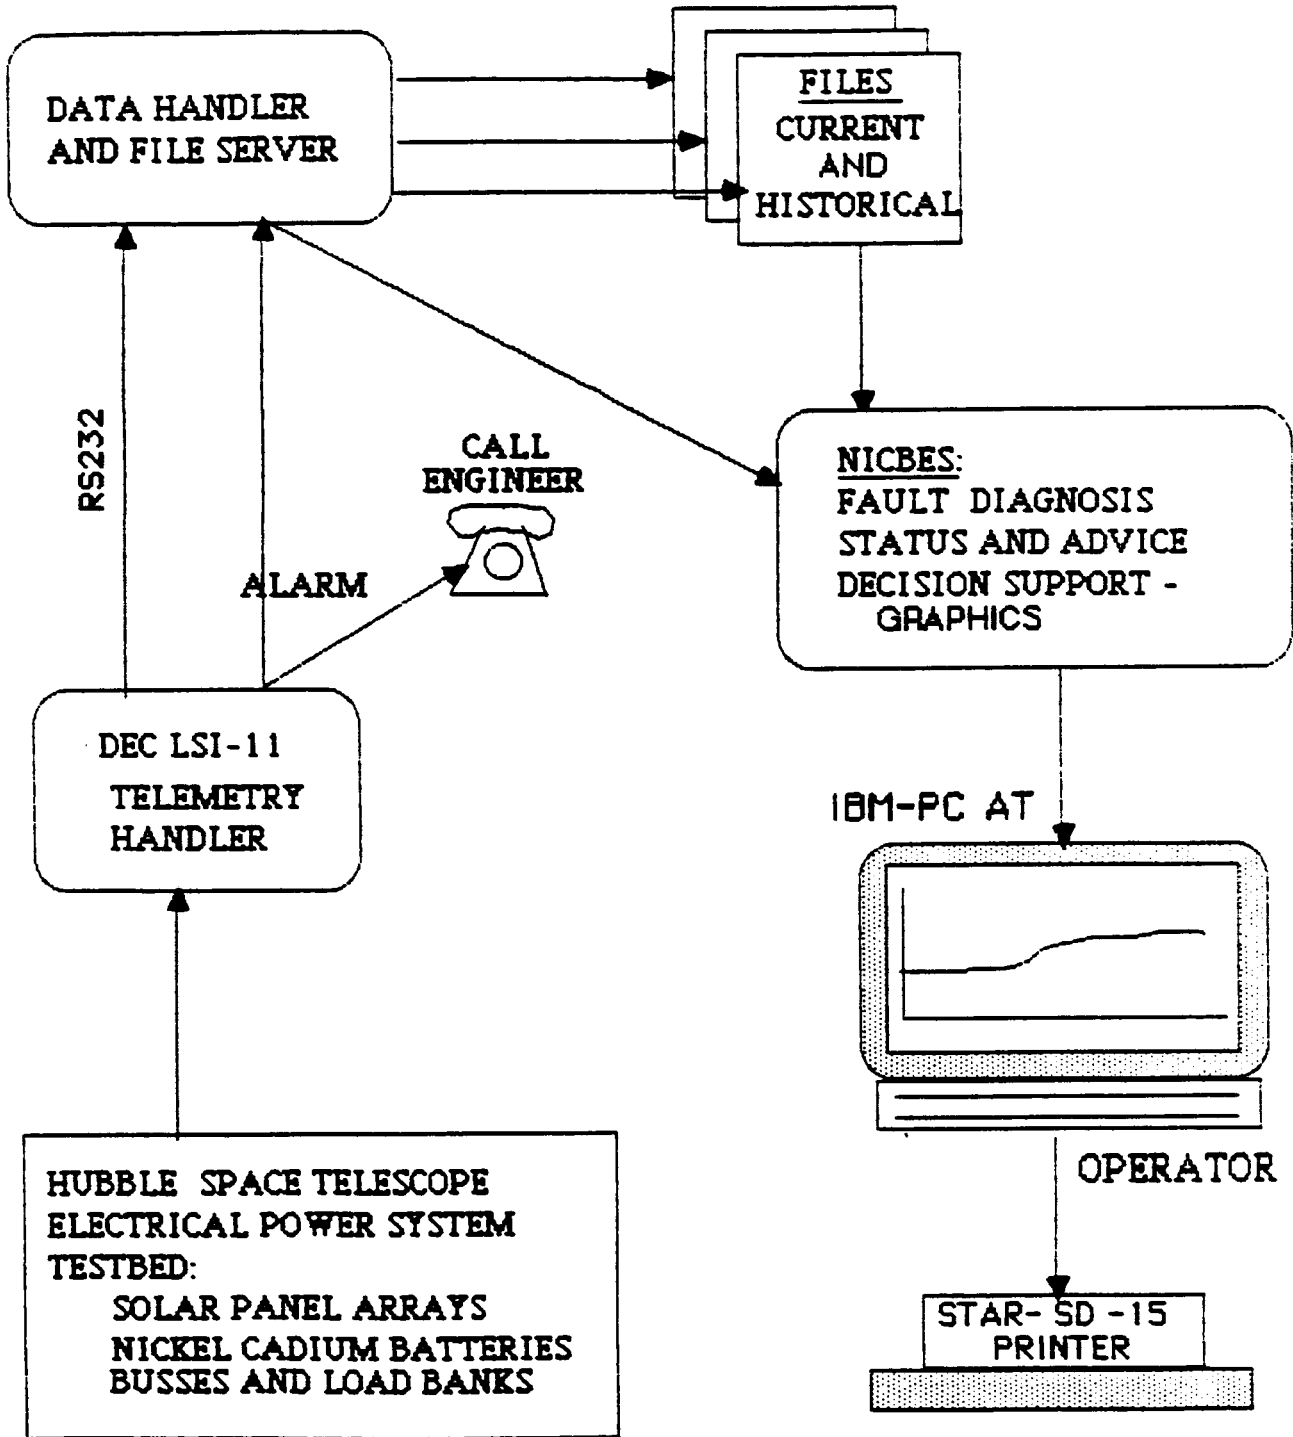 DATA HANDLER
AND FILE SERVER
FILES
CURRENT
AND
HISTORICAL
RS232
CALL
ENGINEER
ALARM
NICBES:
FAULT DIAGNOSIS
STATUS AND ADVICE
DECISION SUPPORT -
GRAPHICS
DEC LSI-11
TELEMETRY
HANDLER
IBM-PC AT
OPERATOR
HUBBLE SPACE TELESCOPE
ELECTRICAL POWER SYSTEM
TESTBED:
SOLAR PANEL ARRAYS
NICKEL CADIUM BATTERIES
BUSSES AND LOAD BANKS
STAR- SD -15
PRINTER